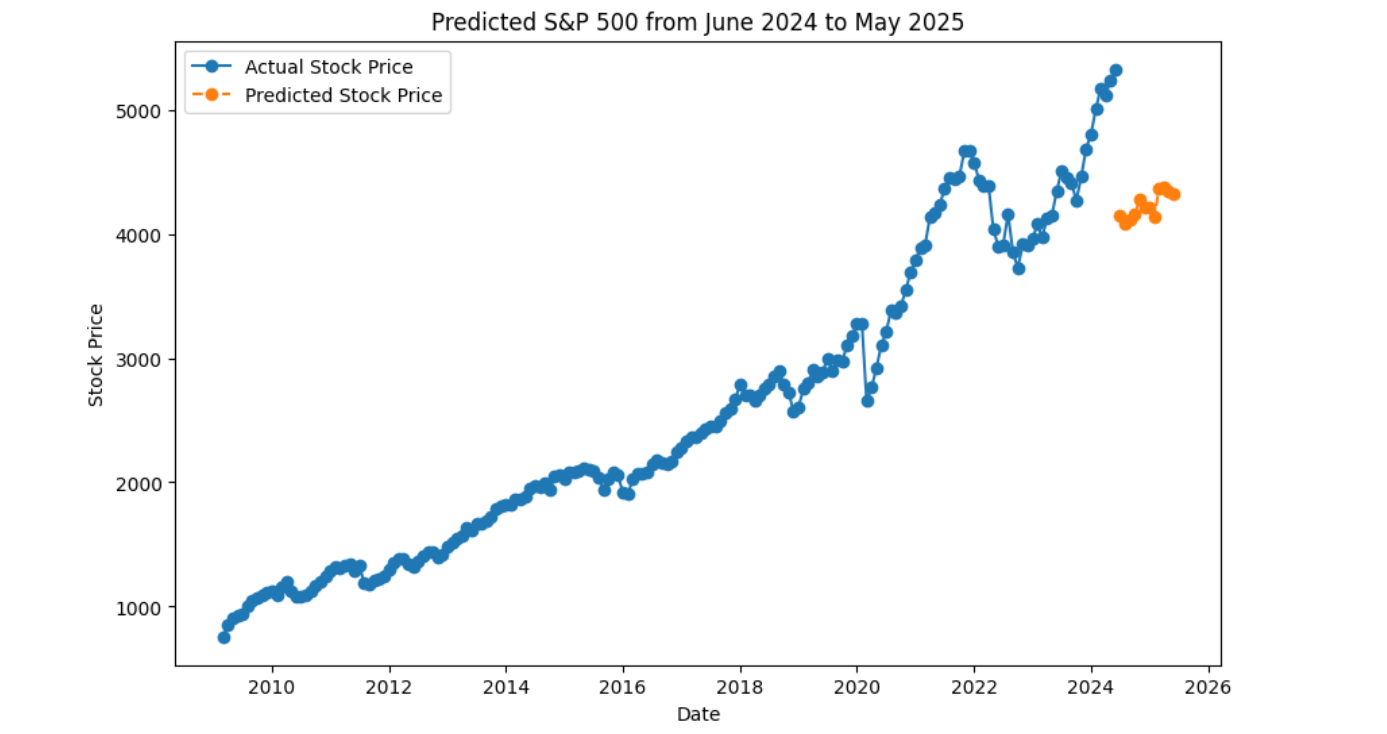 Predicted S&P 500 from June 2024 to May 2025
Actual Stock Price
Predicted Stock Price
5000
4000
3000
2000
1000
Stock Price
2010 2012 2014 2016 2018 2020 2022 2024 2026
Date